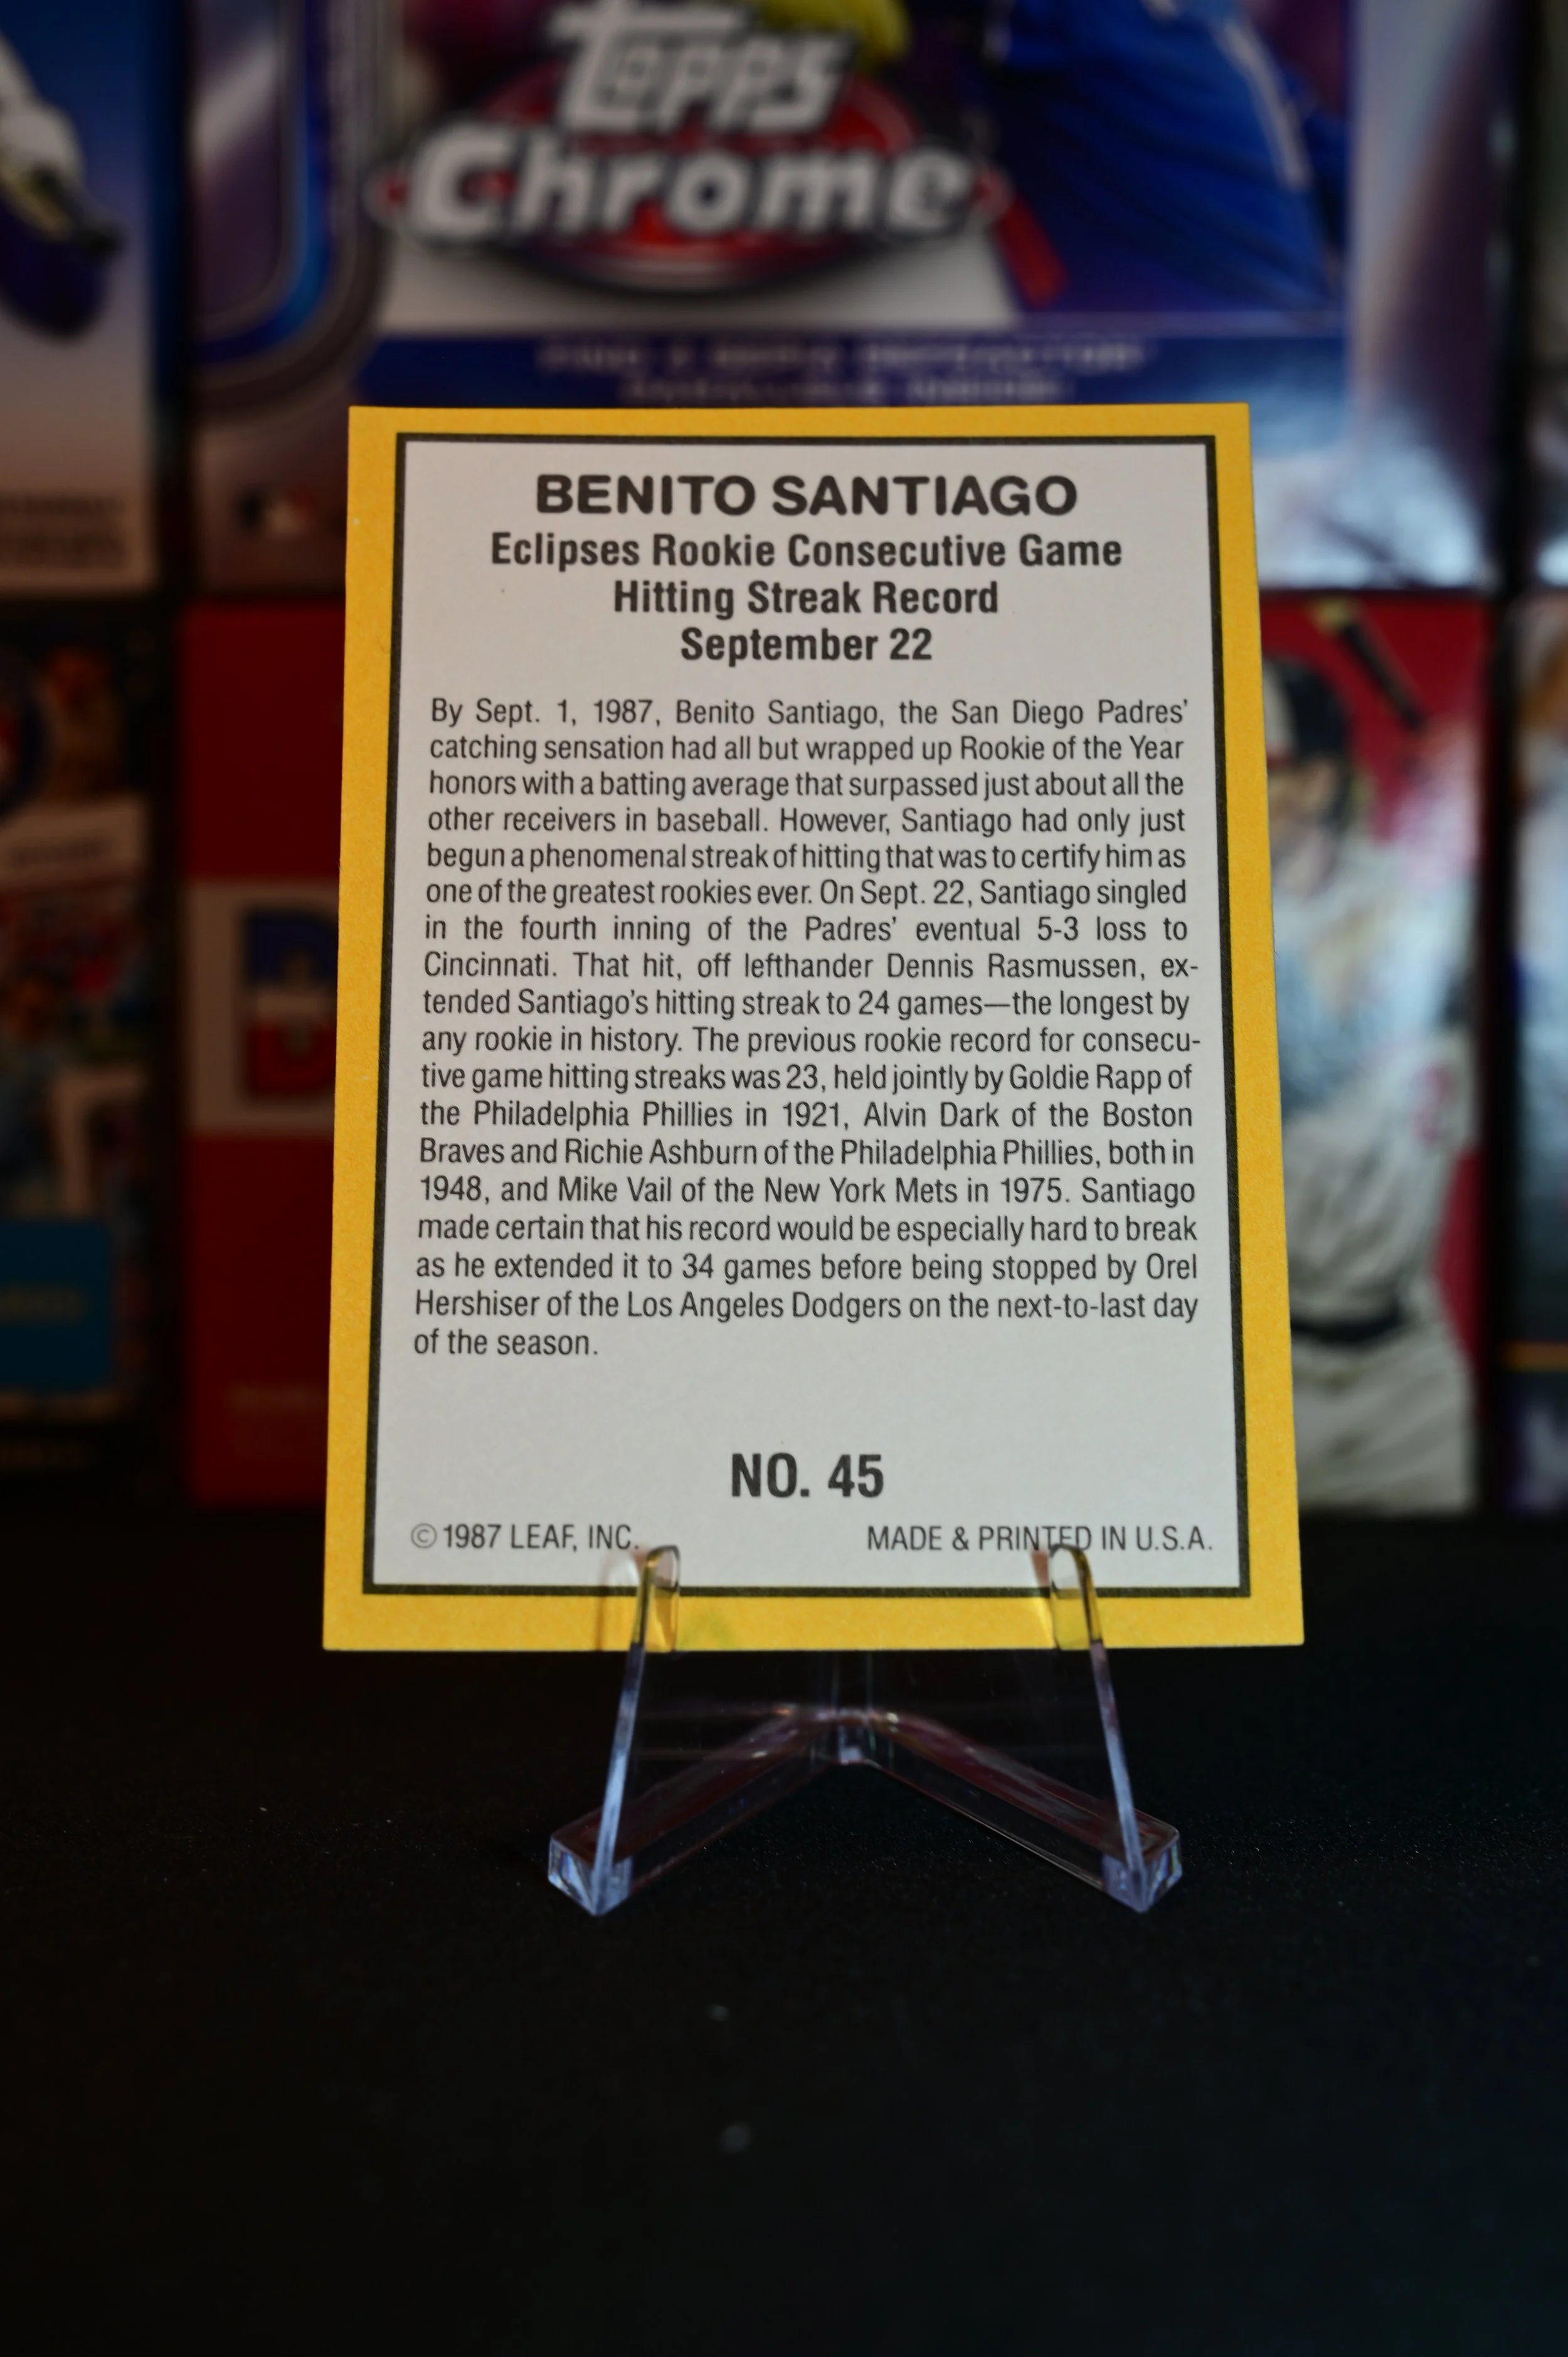 Topps
Chrome
BENITO SANTIAGO
Eclipses Rookie Consecutive Game
Hitting Streak Record
September 22
By Sept. 1, 1987, Benito Santiago, the San Diego Padres'
catching sensation had all but wrapped up Rookie of the Year
honors with a batting average that surpassed just about all the
other receivers in baseball. However, Santiago had only just
begun a phenomenal streak of hitting that was to certify him as
one of the greatest rookies ever. On Sept. 22, Santiago singled
in the fourth inning of the Padres' eventual 5-3 loss to
Cincinnati. That hit, off lefthander Dennis Rasmussen, ex-
tended Santiago's hitting streak to 24 games—the longest by
any rookie in history. The previous rookie record for consecu-
tive game hitting streaks was 23, held jointly by Goldie Rapp of
the Philadelphia Phillies in 1921, Alvin Dark of the Boston
Braves and Richie Ashburn of the Philadelphia Phillies, both in
1948, and Mike Vail of the New York Mets in 1975. Santiago
made certain that his record would be especially hard to break
as he extended it to 34 games before being stopped by Orel
Hershiser of the Los Angeles Dodgers on the next-to-last day
of the season.
NO. 45
©1987 LEAF, INC. MADE & PRINTED IN U.S.A.